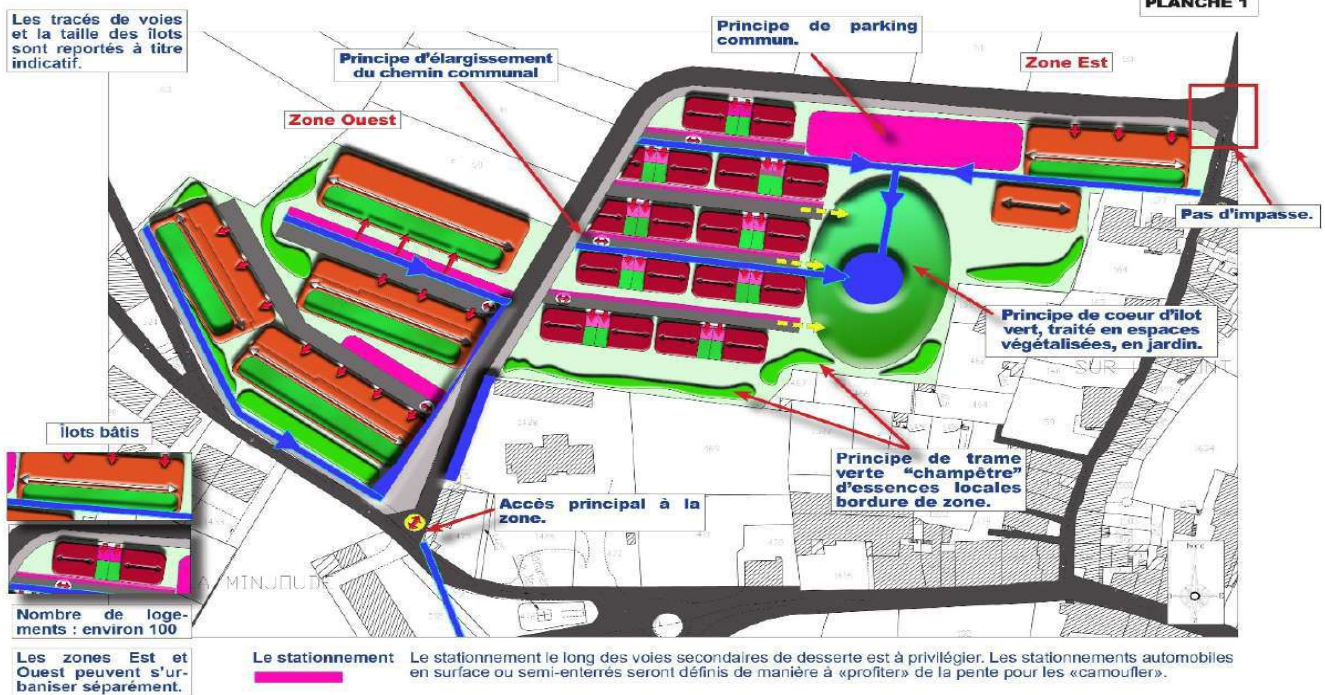 PLANCHE 1
Les tracés de voies
et la taille des îlots
sont reportés à titre
indicatif.
Principe d'élargissement
du chemin communal
Principe de parking
commun.
Zone Est
Zone Ouest
Pas d'impasse.
Principe de coeur d'îlot
vert, traité en espaces
végétalisées, en jardin.
Principe de trame
verte "champêtre"
d'essences locales
bordure de zone.
Accès principal à la
zone.
Îlots bâtis
Nombre de loge-
ments : environ 100
Les zones Est et
Ouest peuvent s'ur-
baniser séparément.
Le stationnement
Le stationnement le long des voies secondaires de desserte est à privilégier. Les stationnements automobiles
en surface ou semi-enterrés seront définis de manière à «profiter» de la pente pour les «camoufler».